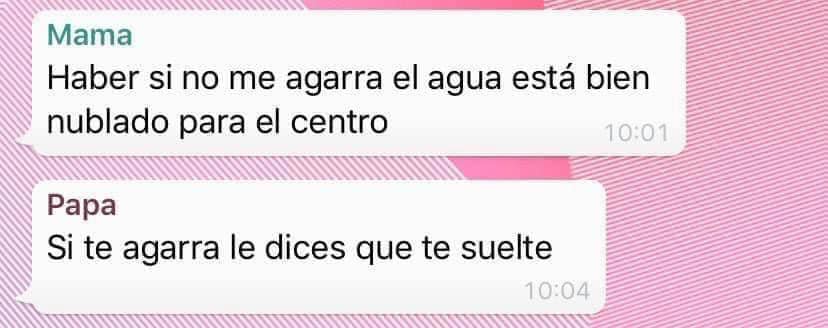 Mama
Haber si no me agarra el agua está bien
nublado para el centro
10:01
Papa
Si te agarra le dices que te suelte
10:04